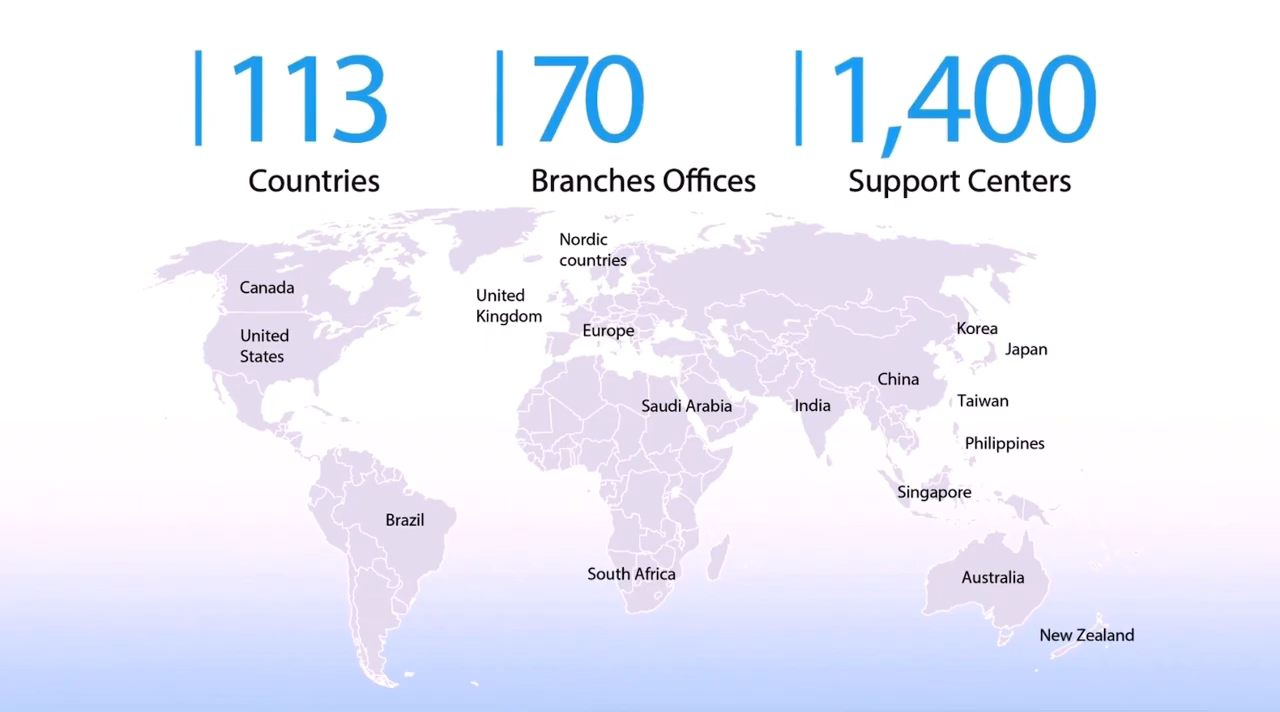 113
70
1,400
Countries
Branches Offices
Support Centers
Nordic
countries
Canada
United
Kingdom
United
States
Europe
Korea
Japan
China
Saudi Arabia
India
Taiwan
Philippines
Singapore
Brazil
South Africa
Australia
New Zealand